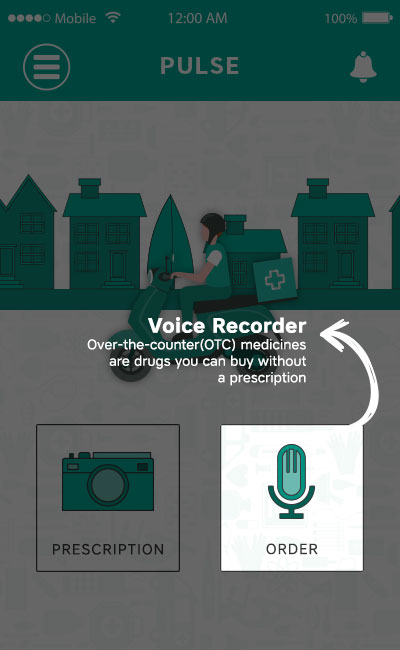 Mobile 12:00 AM 100%
PULSE
Voice Recorder
Over-the-counter(OTC) medicines
are drugs you can buy without
a prescription
PRESCRIPTION
ORDER